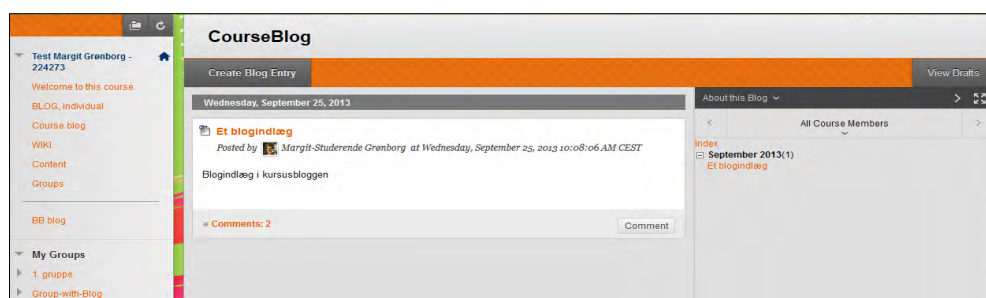 Test Margit Grønborg -
224273
Welcome to this course
BLOG, individual
Course blog
WIKI
Content
Groups
BB blog
My Groups
1. gruppe
Group-with-Blog
CourseBlog
Create Blog Entry
View Drafts
Wednesday, September 25, 2013
Et blogindlæg
Posted by Margit-Studerende Grønborg at Wednesday, September 25, 2013 10:08:06 AM CEST
Blogindlæg i kursusbloggen
Comments: 2
Comment
About this Blog
All Course Members
Index
September 2013(1)
Et blogindlæg